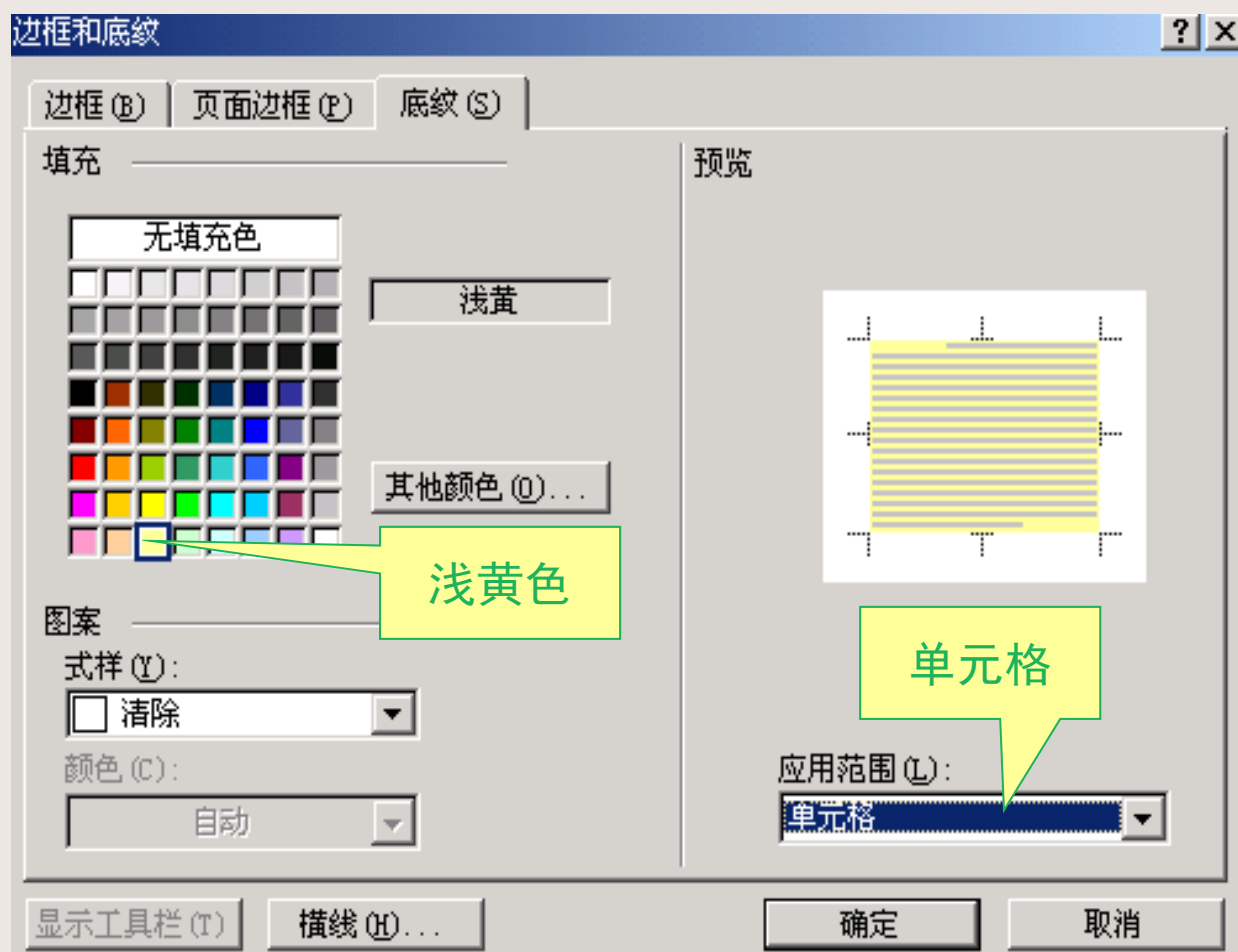 边框和底纹
边框(B) 页面边框(P) 底纹(S)
填充
无填充色
浅黄
其他颜色(O)...
浅黄色
图案
式样(Y):
清除
颜色(C):
自动
预览
单元格
应用范围(L):
单元格
显示工具栏(T) 横线(H)... 确定 取消